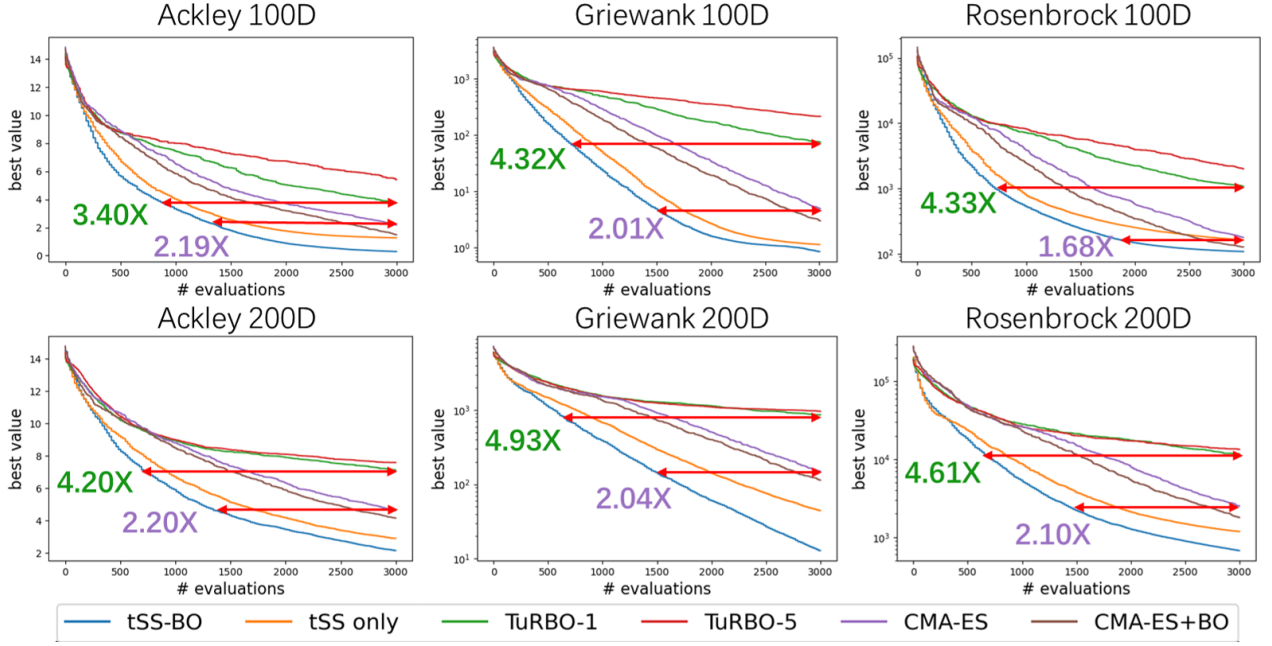 Ackley 100D
Griewank 100D
Rosenbrock 100D
best value
14
12
10
8
6
4
2
0
3.40X
2.19X
0 500 1000 1500 2000 2500 3000
# evaluations
best value
10³
10²
10¹
10⁰
4.32X
2.01X
0 500 1000 1500 2000 2500 3000
# evaluations
best value
10⁵
10⁴
10³
10²
4.33X
1.68X
0 500 1000 1500 2000 2500 3000
# evaluations
Ackley 200D
Griewank 200D
Rosenbrock 200D
best value
14
12
10
8
6
4
2
4.20X
2.20X
0 500 1000 1500 2000 2500 3000
# evaluations
best value
10³
10²
10¹
4.93X
2.04X
0 500 1000 1500 2000 2500 3000
# evaluations
best value
10⁵
10⁴
10³
4.61X
2.10X
0 500 1000 1500 2000 2500 3000
# evaluations
tSS-BO tSS only TuRBO-1 TuRBO-5 CMA-ES CMA-ES+BO